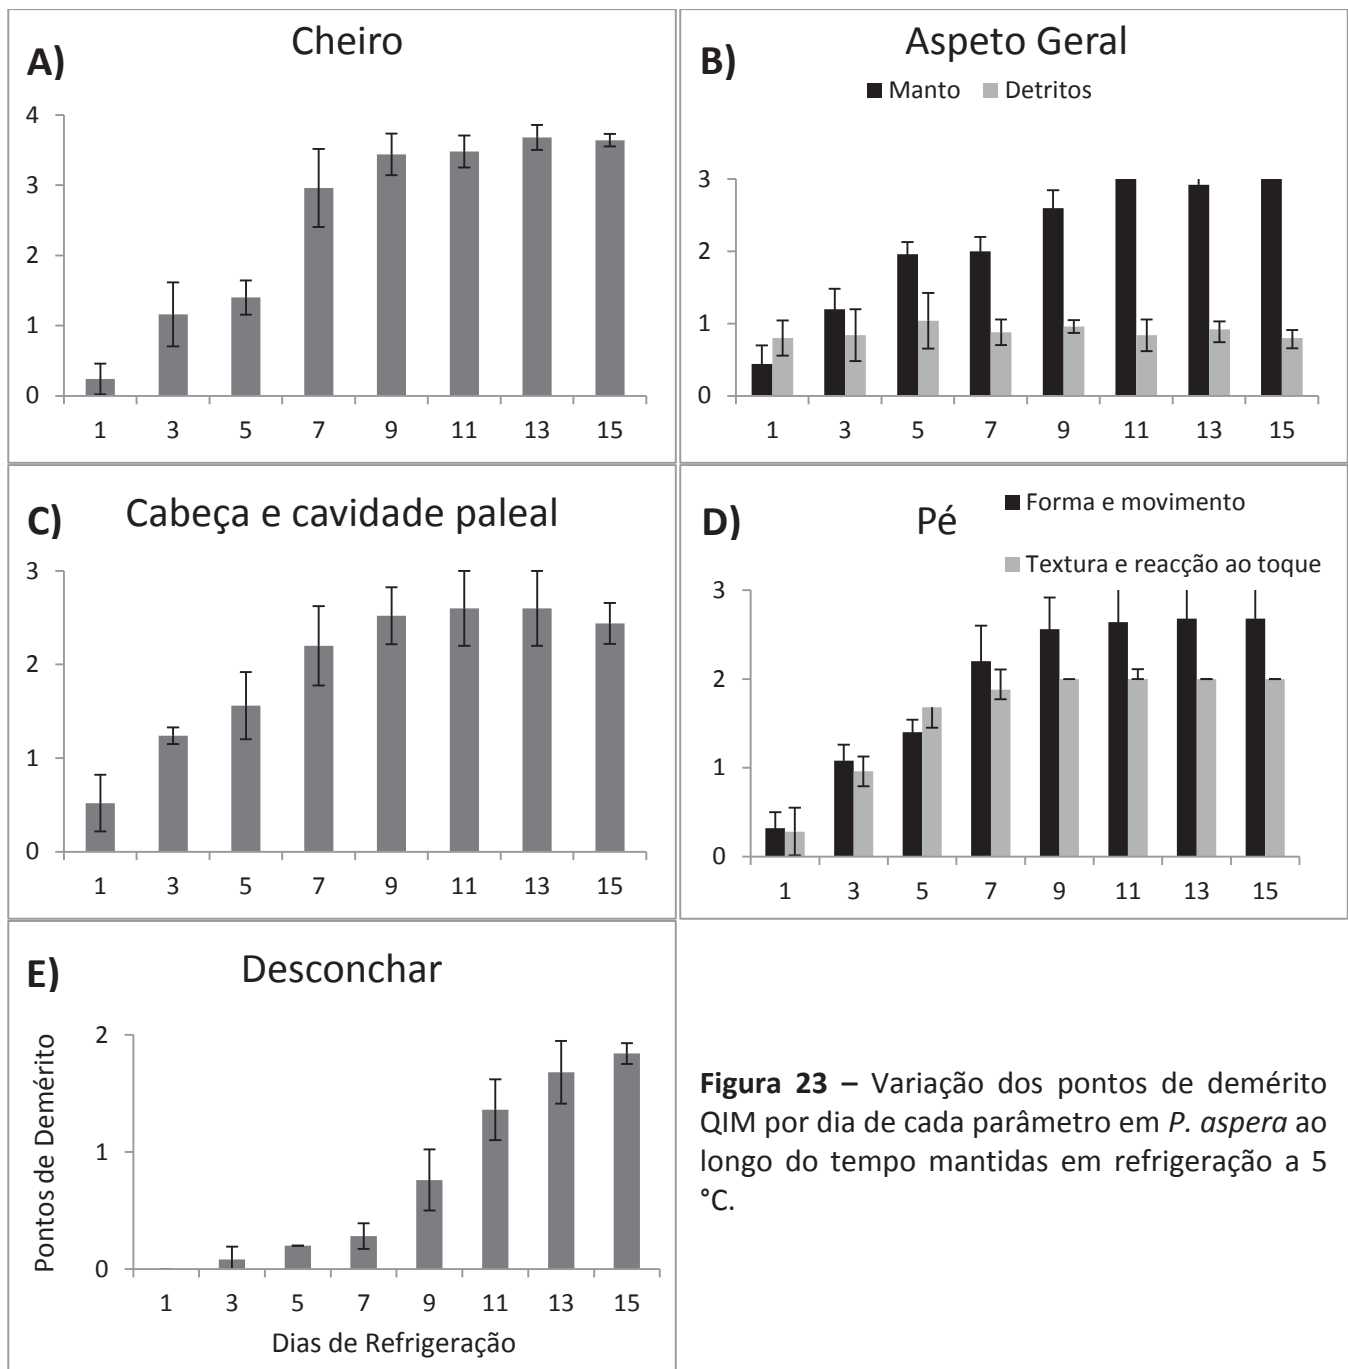 A)
Cheiro
4
3
2
1
0
1 3 5 7 9 11 13 15
B)
Aspeto Geral
Manto Detritos
3
2
1
0
1 3 5 7 9 11 13 15
C)
Cabeça e cavidade paleal
3
2
1
0
1 3 5 7 9 11 13 15
D)
Pé
Forma e movimento
Textura e reacção ao toque
3
2
1
0
1 3 5 7 9 11 13 15
E)
Desconchar
Pontos de Demérito
2
1
0
1 3 5 7 9 11 13 15
Dias de Refrigeração
Figura 23 – Variação dos pontos de demérito
QIM por dia de cada parâmetro em P. aspera ao
longo do tempo mantidas em refrigeração a 5
°C.